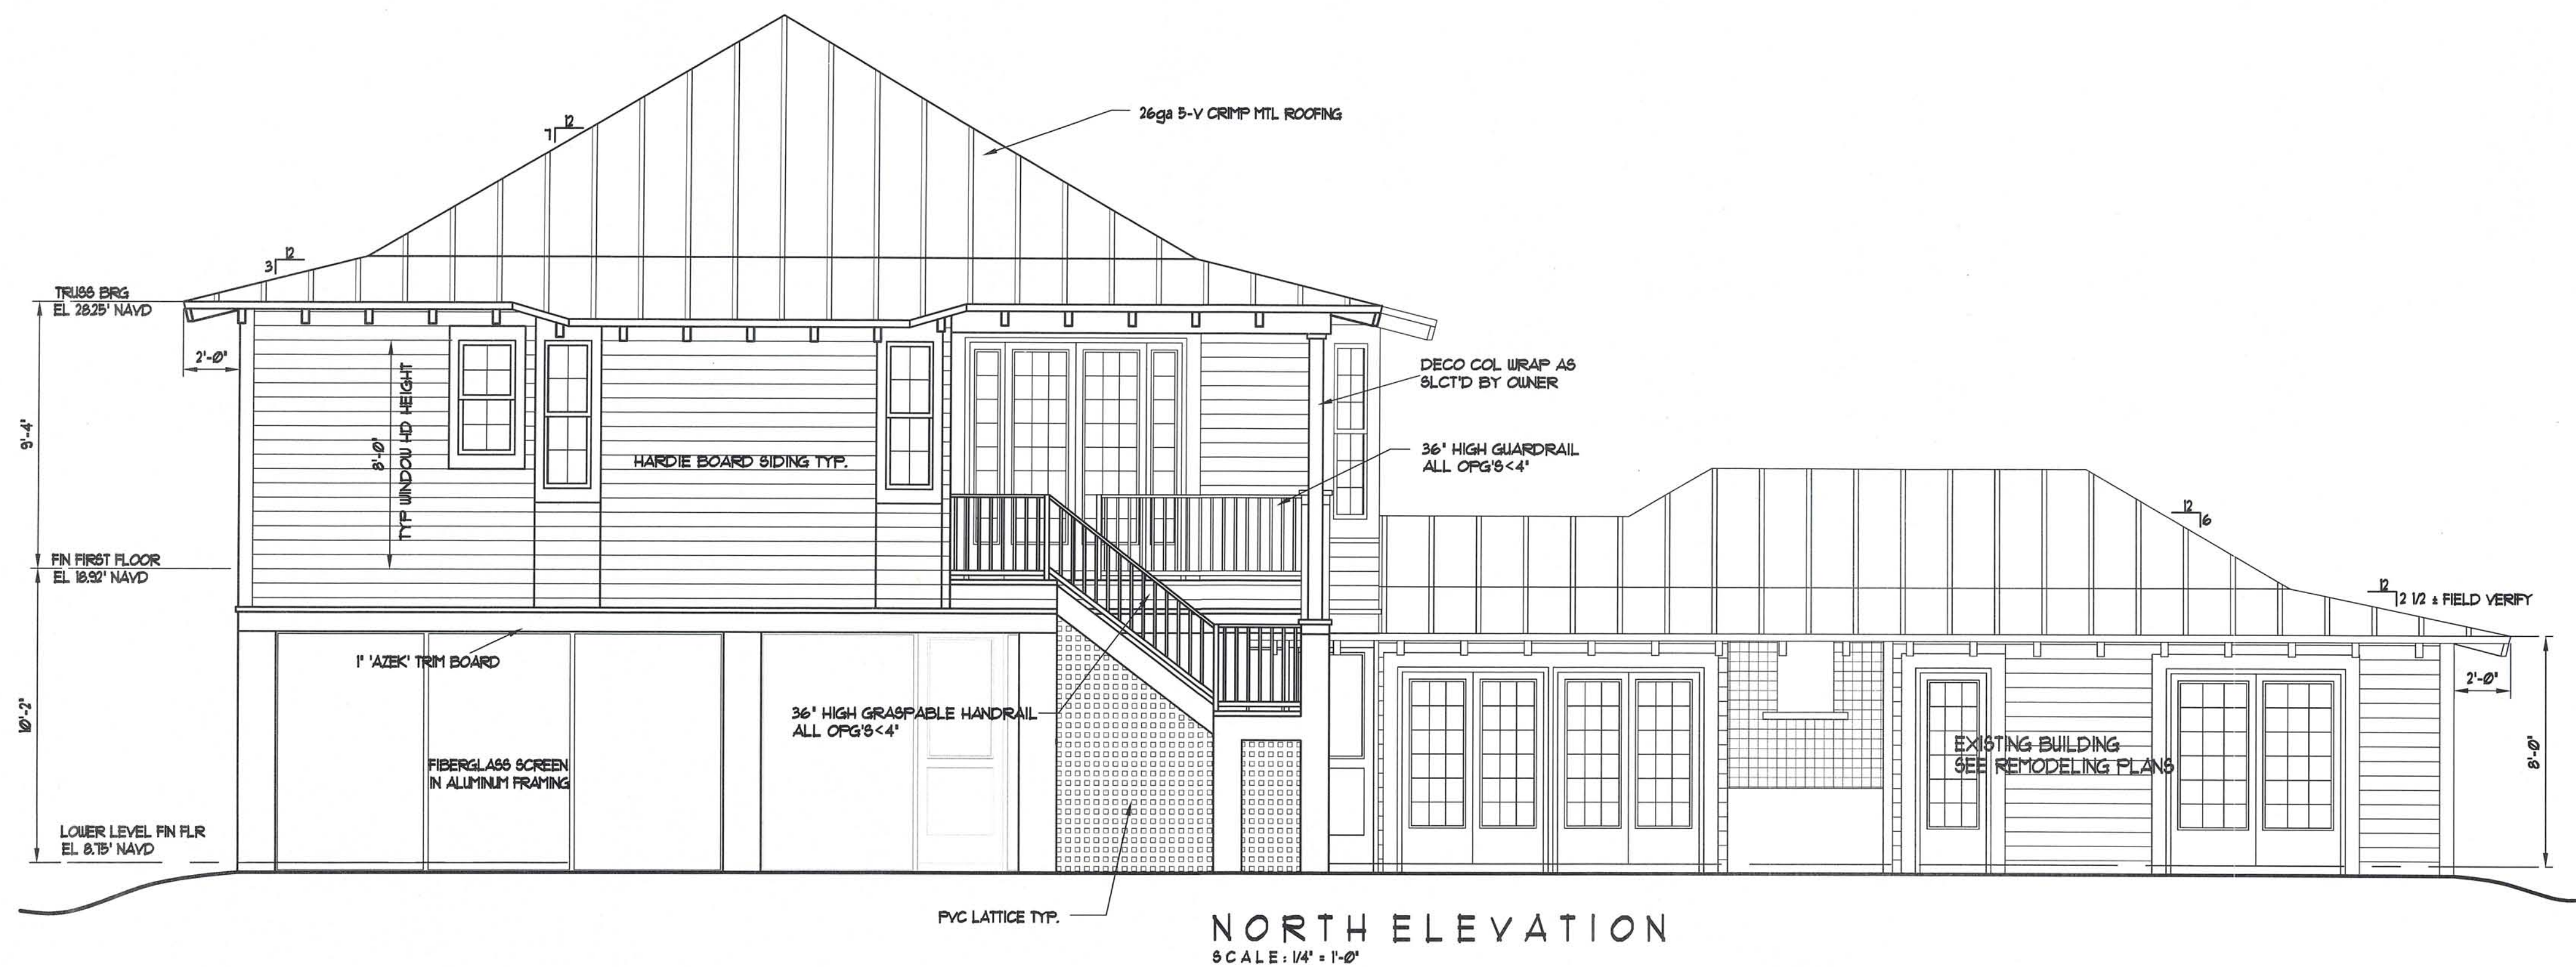 12
7
26ga 5-V CRIMP MTL ROOFING
12
3
TRUSS BRG
EL 28.25' NAVD
2'-0"
9'-4"
TYP WINDOW HD HEIGHT
8'-0"
HARDIE BOARD SIDING TYP.
DECO COL WRAP AS
SLCT'D BY OWNER
36" HIGH GUARDRAIL
ALL OPG'S<4"
12
6
FIN FIRST FLOOR
EL 18.92' NAVD
12
2 1/2 ± FIELD VERIFY
1" 'AZEK' TRIM BOARD
2'-0"
10'-2"
36" HIGH GRASPABLE HANDRAIL
ALL OPG'S<4"
FIBERGLASS SCREEN
IN ALUMINUM FRAMING
EXISTING BUILDING
SEE REMODELING PLANS
8'-0"
LOWER LEVEL FIN FLR
EL 8.75' NAVD
PVC LATTICE TYP.
NORTH ELEVATION
SCALE: 1/4" = 1'-0"